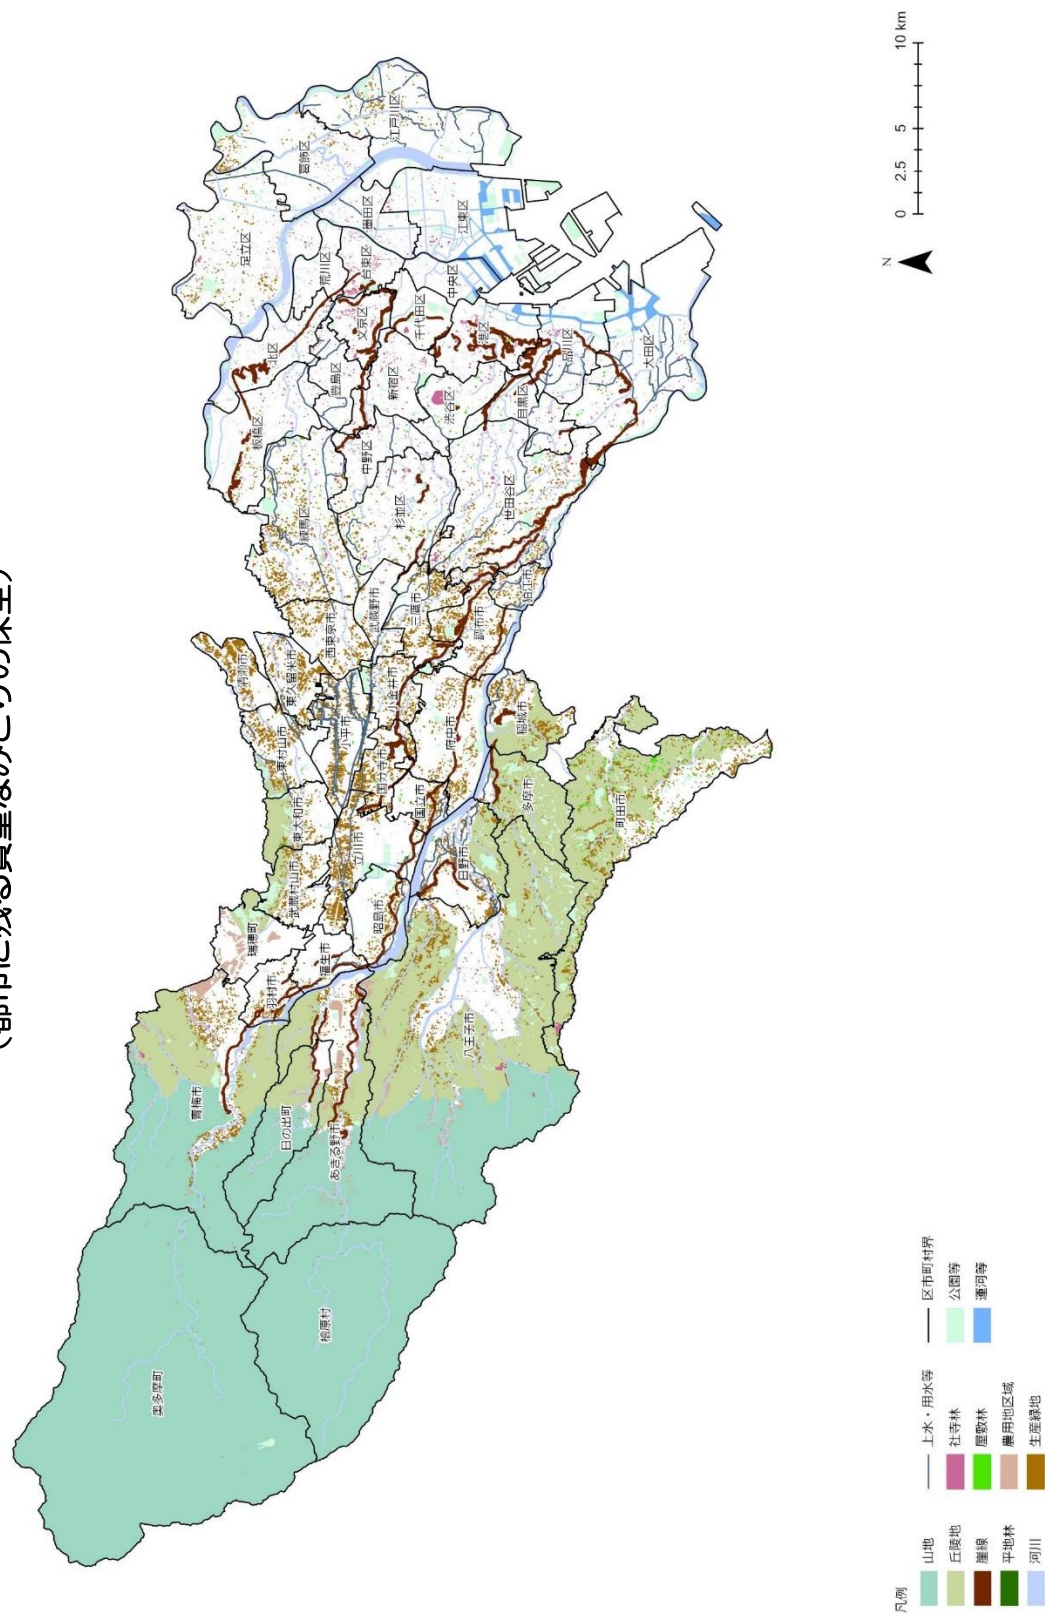 （都市に残る貴重なみどりの保全）
奥多摩町
檜原村
青梅市
日の出町
あきる野市
八王子市
瑞穂町
羽村市
福生市
昭島市
武蔵村山市
東大和市
立川市
日野市
多摩市
町田市
稲城市
東村山市
清瀬市
東久留米市
小平市
国分寺市
国立市
府中市
小金井市
西東京市
武蔵野市
三鷹市
調布市
狛江市
練馬区
杉並区
世田谷区
板橋区
中野区
豊島区
新宿区
渋谷区
目黒区
北区
文京区
千代田区
港区
品川区
大田区
足立区
荒川区
台東区
中央区
墨田区
江東区
葛飾区
江戸川区
N
0 2.5 5 10 km
凡例
山地
丘陵地
崖線
平地林
河川
上水・用水等
社寺林
屋敷林
農用地区域
生産緑地
区市町村界
公園等
運河等